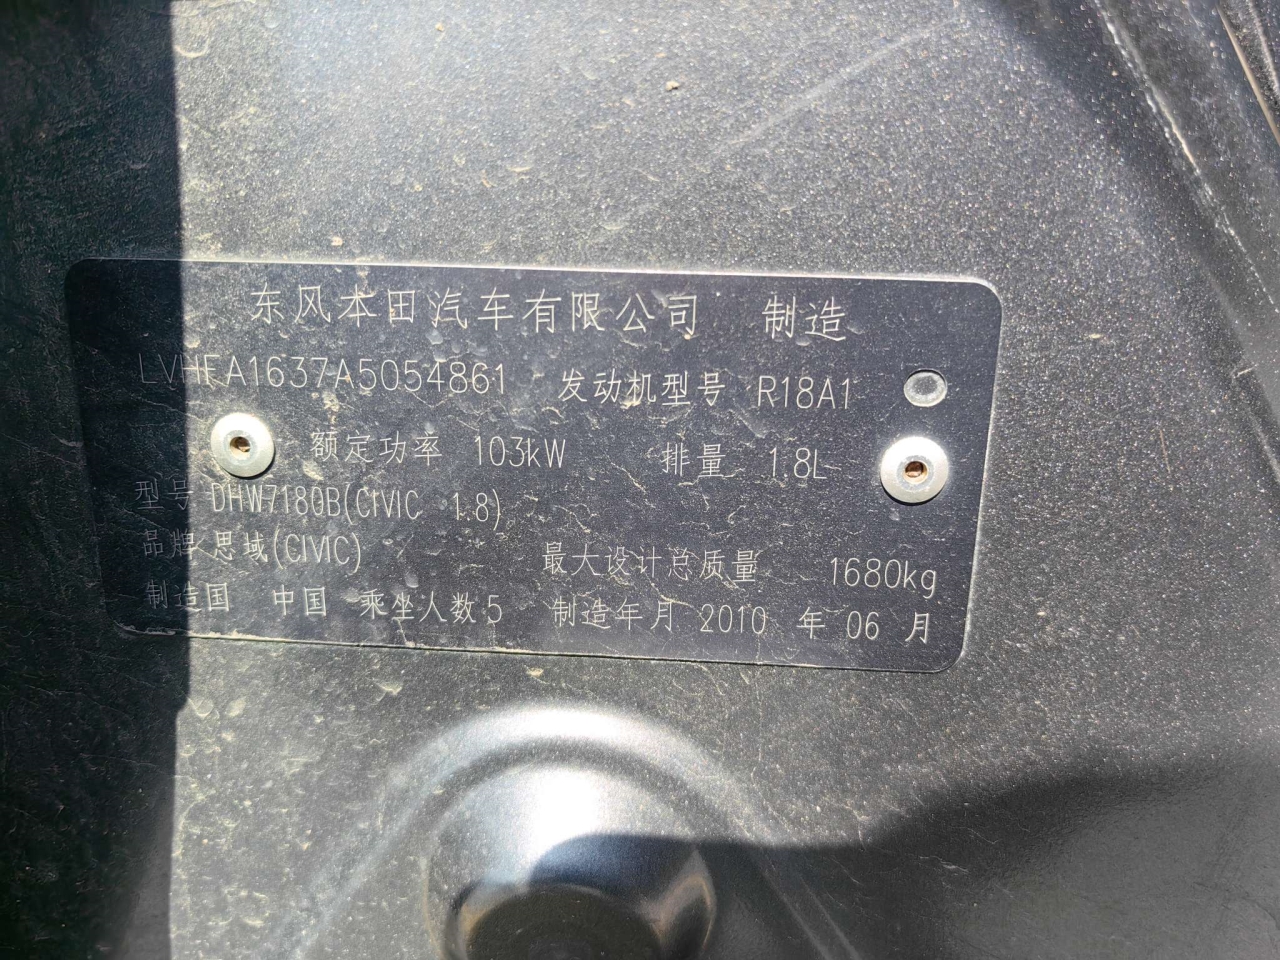 东风本田汽车有限公司 制造
LVHFA1637A5054861 发动机型号 R18A1
额定功率 103kW 排量 1.8L
型号 DHW7180B(CIVIC 1.8)
品牌 思域(CIVIC) 最大设计总质量 1680kg
制造国 中国 乘坐人数 5 制造年月 2010 年 06 月